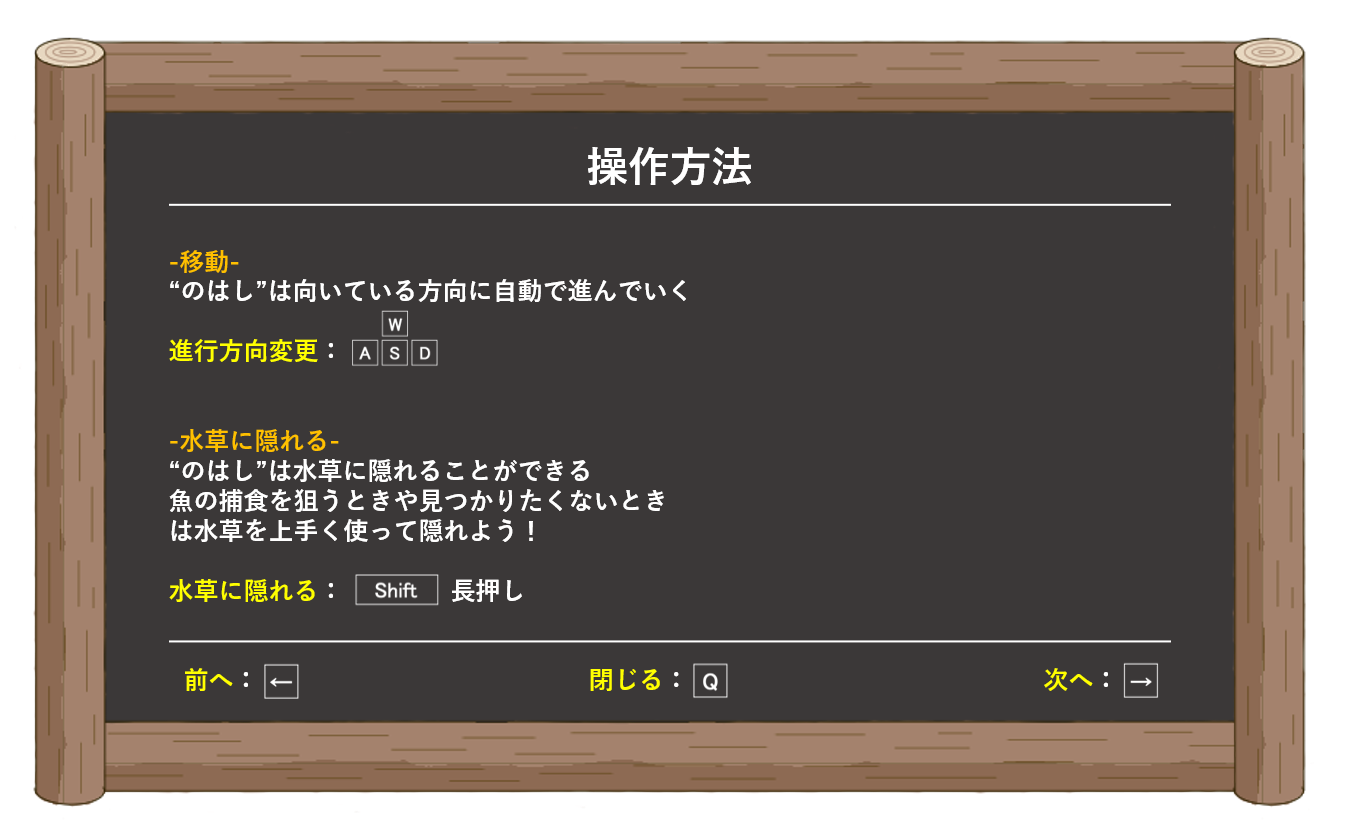 操作方法
-移動-
“のはし”は向いている方向に自動で進んでいく
W
進行方向変更： A S D
-水草に隠れる-
“のはし”は水草に隠れることができる
魚の捕食を狙うときや見つかりたくないとき
は水草を上手く使って隠れよう！
水草に隠れる： Shift 長押し
前へ：← 閉じる：Q 次へ：→